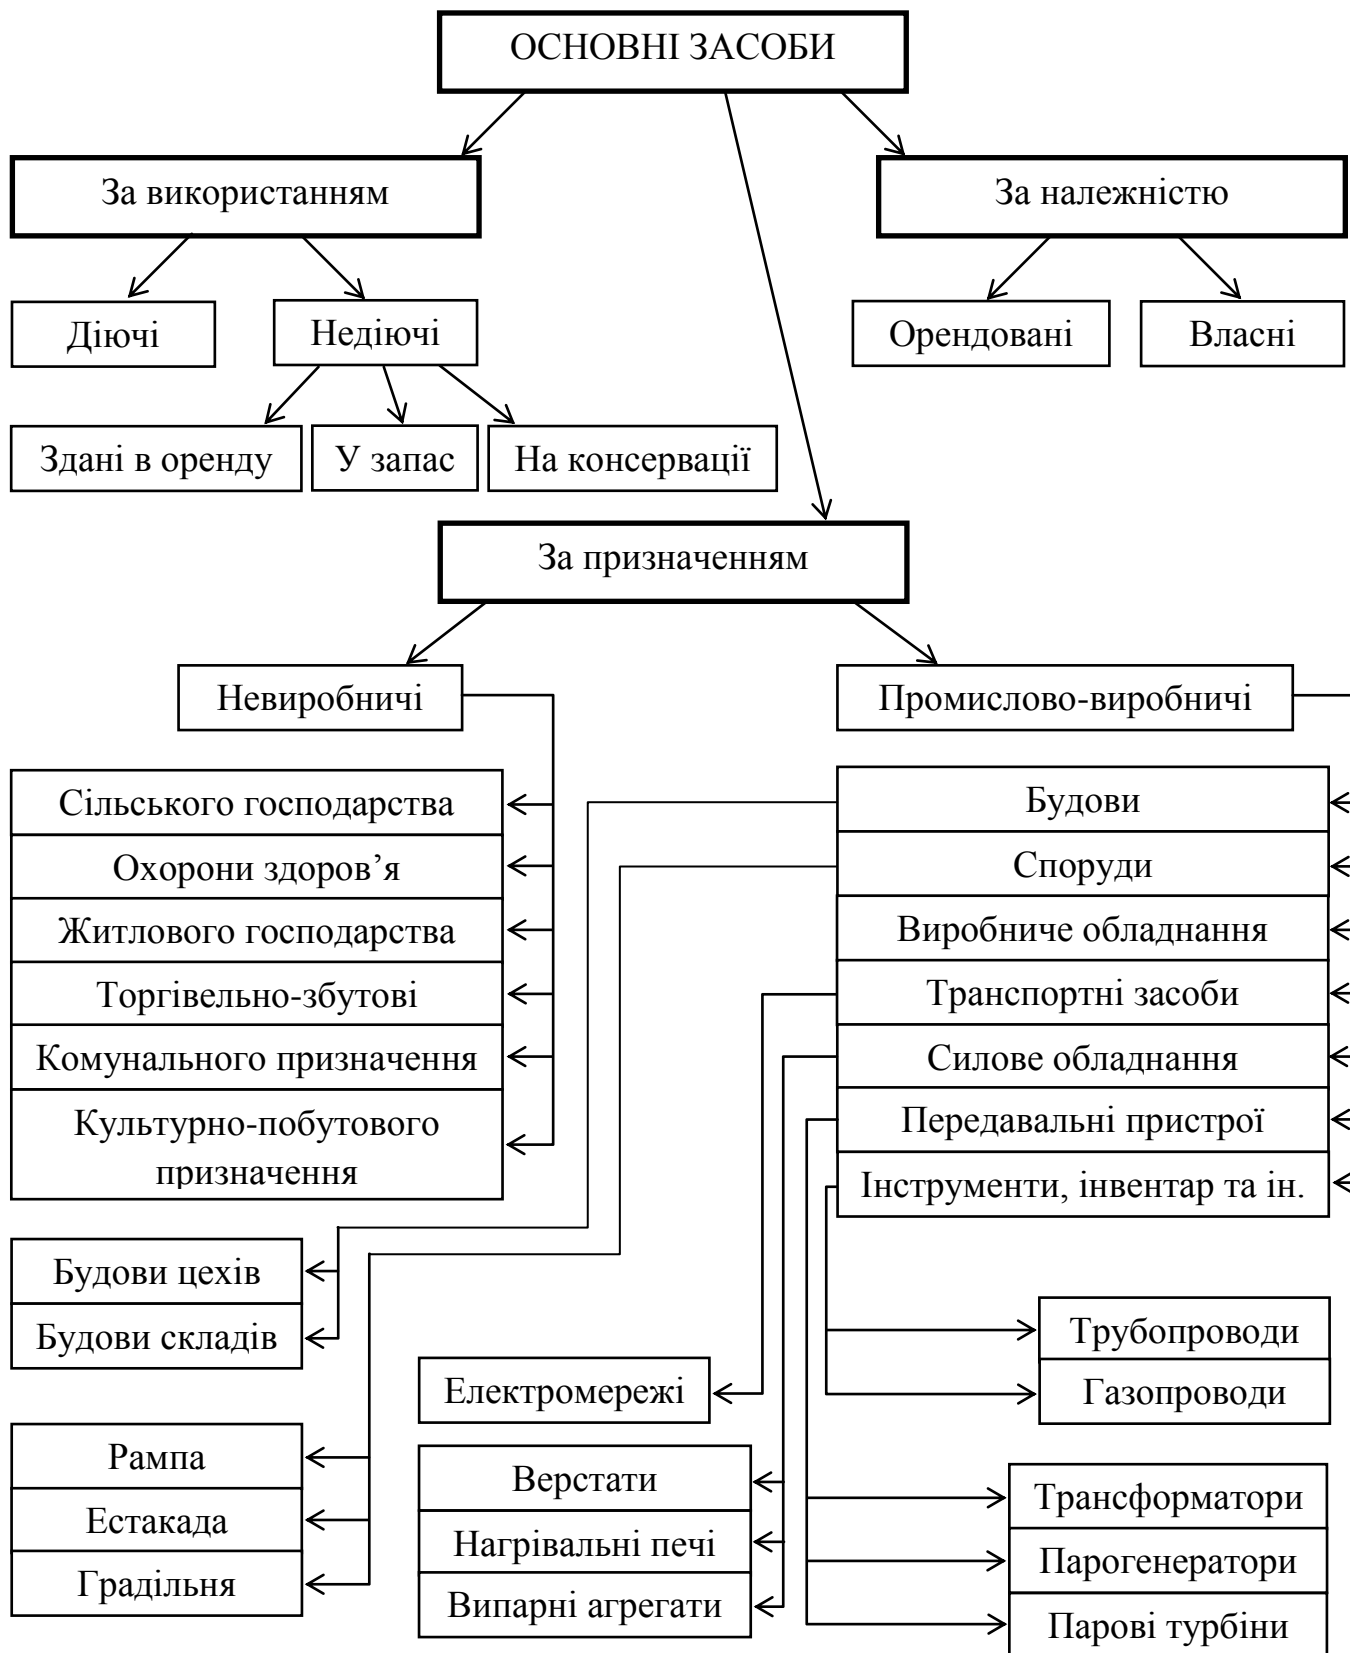 ОСНОВНІ ЗАСОБИ
За використанням
За належністю
Діючі
Недіючі
Орендовані
Власні
Здані в оренду
У запас
На консервації
За призначенням
Невиробничі
Промислово-виробничі
Сільського господарства
Охорони здоров’я
Житлового господарства
Торгівельно-збутові
Комунального призначення
Культурно-побутового
призначення
Будови
Споруди
Виробниче обладнання
Транспортні засоби
Силове обладнання
Передавальні пристрої
Інструменти, інвентар та ін.
Будови цехів
Будови складів
Рампа
Естакада
Градільня
Електромережі
Верстати
Нагрівальні печі
Випарні агрегати
Трубопроводи
Газопроводи
Трансформатори
Парогенератори
Парові турбіни